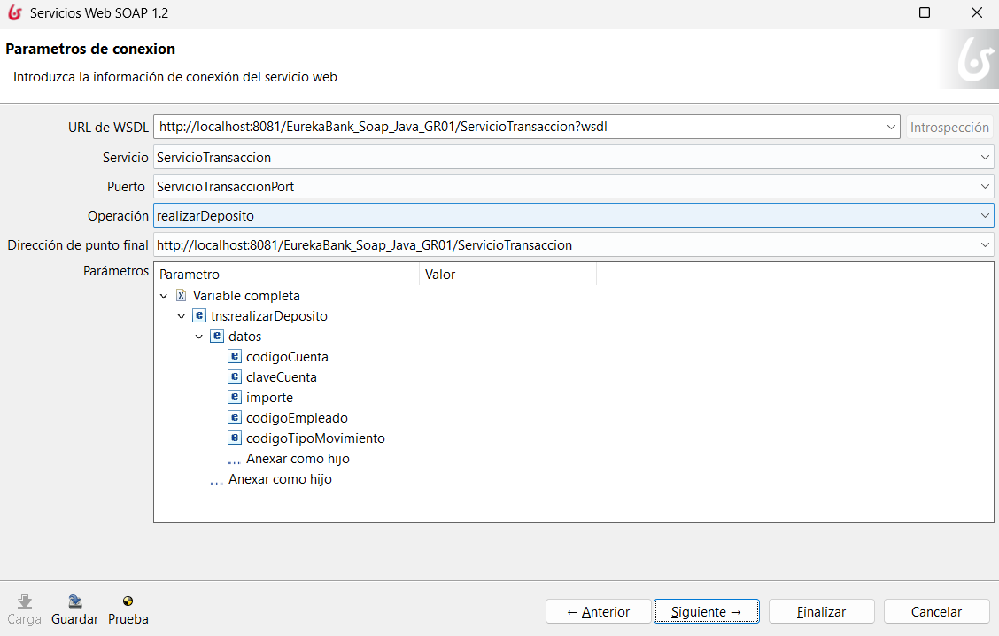 Servicios Web SOAP 1.2
Parametros de conexion
Introduzca la información de conexión del servicio web
URL de WSDL http://localhost:8081/EurekaBank_Soap_Java_GR01/ServicioTransaccion?wsdl Introspección
Servicio ServicioTransaccion
Puerto ServicioTransaccionPort
Operación realizarDeposito
Dirección de punto final http://localhost:8081/EurekaBank_Soap_Java_GR01/ServicioTransaccion
Parámetros Parametro Valor
Variable completa
tns:realizarDeposito
datos
codigoCuenta
claveCuenta
importe
codigoEmpleado
codigoTipoMovimiento
... Anexar como hijo
... Anexar como hijo
Carga Guardar Prueba ← Anterior Siguiente → Finalizar Cancelar